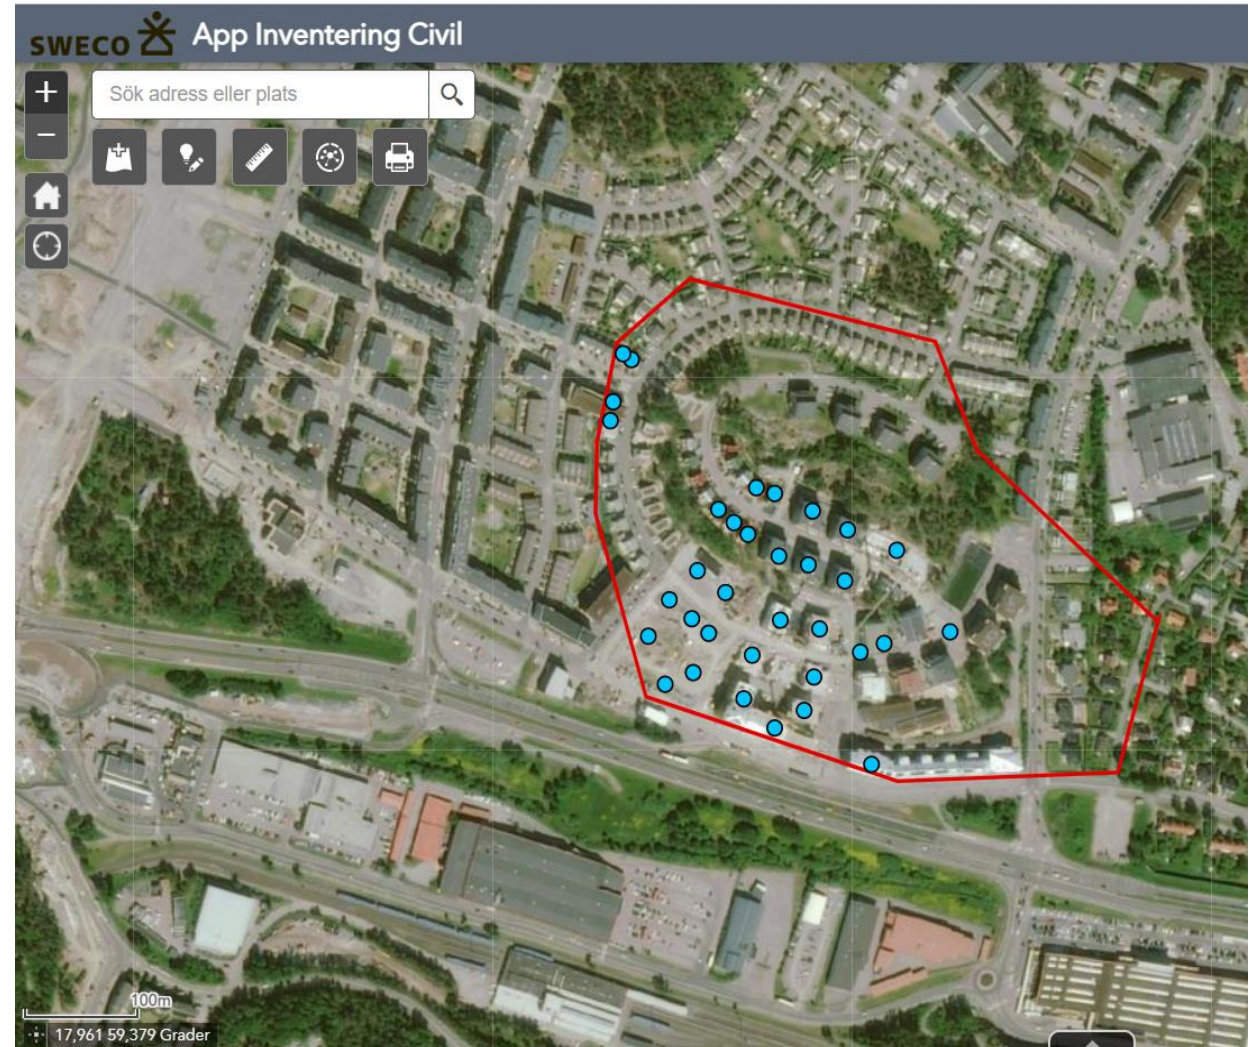 SWECO
App Inventering Civil
+
Sök adress eller plats
−
100m
17,961 59,379 Grader